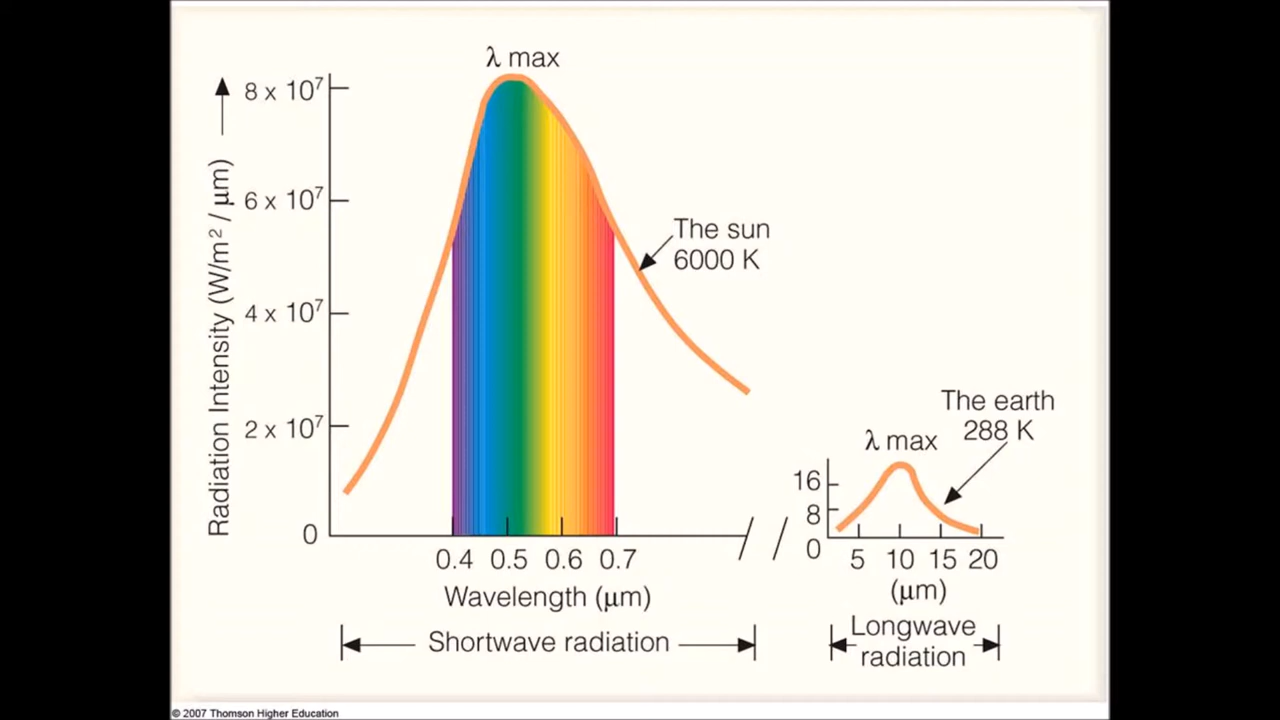 λ max
8 x 10⁷
6 x 10⁷
4 x 10⁷
2 x 10⁷
0
Radiation Intensity (W/m² / μm)
The sun
6000 K
0.4 0.5 0.6 0.7
Wavelength (μm)
Shortwave radiation
The earth
288 K
λ max
16
8
0
5 10 15 20
(μm)
Longwave
radiation
© 2007 Thomson Higher Education